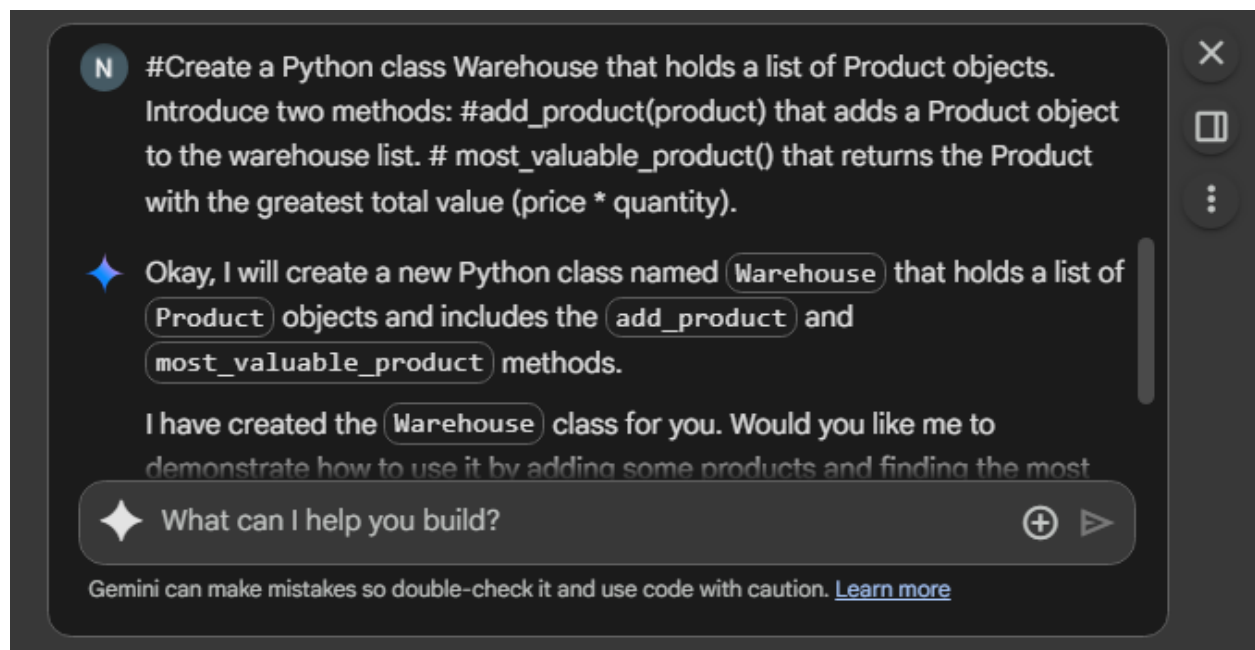 N
#Create a Python class Warehouse that holds a list of Product objects.
Introduce two methods: #add_product(product) that adds a Product object
to the warehouse list. # most_valuable_product() that returns the Product
with the greatest total value (price * quantity).
Okay, I will create a new Python class named Warehouse that holds a list of
Product objects and includes the add_product and
most_valuable_product methods.
I have created the Warehouse class for you. Would you like me to
demonstrate how to use it by adding some products and finding the most
What can I help you build?
Gemini can make mistakes so double-check it and use code with caution. Learn more